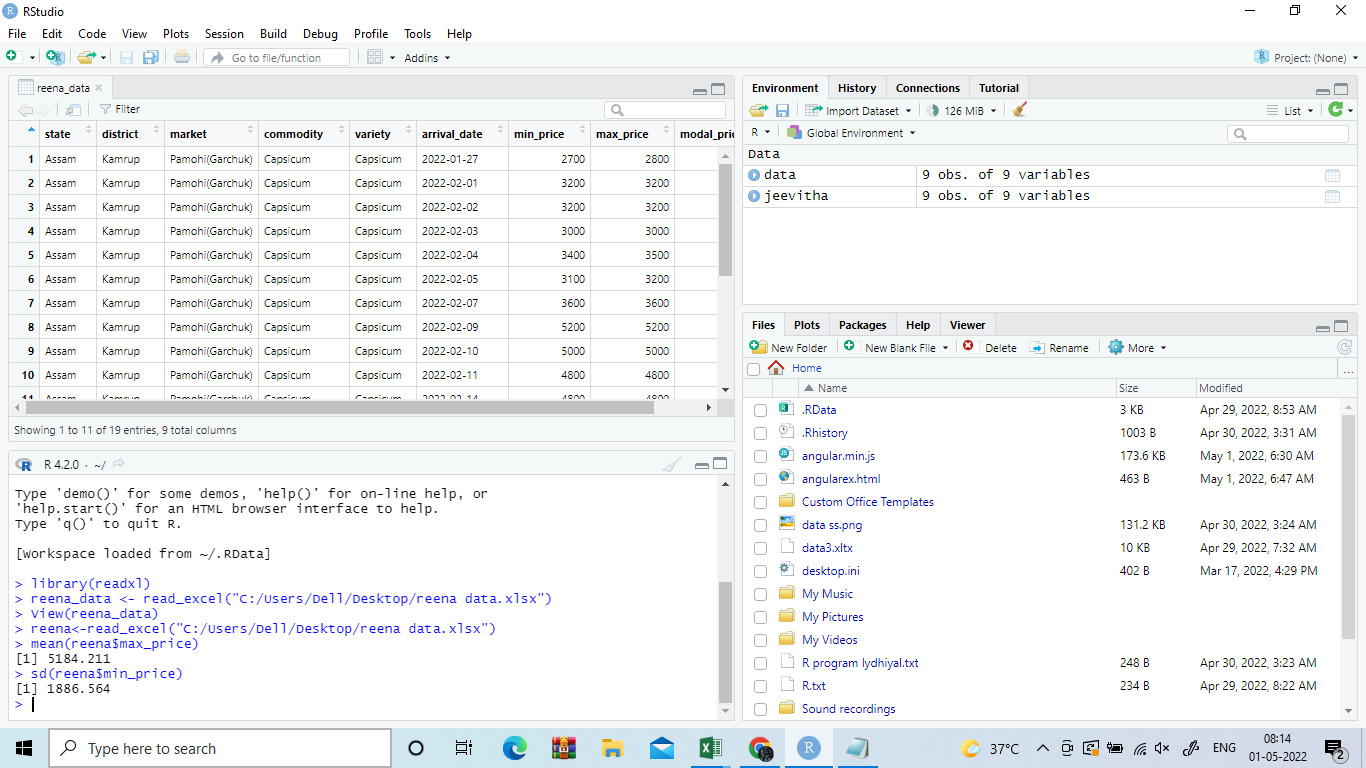 RStudio
File Edit Code View Plots Session Build Debug Profile Tools Help
Go to file/function Addins Project: (None)
reena_data
Filter
state district market commodity variety arrival_date min_price max_price modal_pric
1 Assam Kamrup Pamohi(Garchuk) Capsicum Capsicum 2022-01-27 2700 2800
2 Assam Kamrup Pamohi(Garchuk) Capsicum Capsicum 2022-02-01 3200 3200
3 Assam Kamrup Pamohi(Garchuk) Capsicum Capsicum 2022-02-02 3200 3200
4 Assam Kamrup Pamohi(Garchuk) Capsicum Capsicum 2022-02-03 3000 3000
5 Assam Kamrup Pamohi(Garchuk) Capsicum Capsicum 2022-02-04 3400 3500
6 Assam Kamrup Pamohi(Garchuk) Capsicum Capsicum 2022-02-05 3100 3200
7 Assam Kamrup Pamohi(Garchuk) Capsicum Capsicum 2022-02-07 3600 3600
8 Assam Kamrup Pamohi(Garchuk) Capsicum Capsicum 2022-02-09 5200 5200
9 Assam Kamrup Pamohi(Garchuk) Capsicum Capsicum 2022-02-10 5000 5000
10 Assam Kamrup Pamohi(Garchuk) Capsicum Capsicum 2022-02-11 4800 4800
Showing 1 to 11 of 19 entries, 9 total columns
R 4.2.0 · ~/
Type 'demo()' for some demos, 'help()' for on-line help, or
'help.start()' for an HTML browser interface to help.
Type 'q()' to quit R.
[Workspace loaded from ~/.RData]
> library(readxl)
> reena_data <- read_excel("C:/Users/Dell/Desktop/reena data.xlsx")
> View(reena_data)
> reena<-read_excel("C:/Users/Dell/Desktop/reena data.xlsx")
> mean(reena$max_price)
[1] 5184.211
> sd(reena$min_price)
[1] 1886.564
>
Environment History Connections Tutorial
Import Dataset 126 MiB List
R Global Environment
Data
data 9 obs. of 9 variables
jeevitha 9 obs. of 9 variables
Files Plots Packages Help Viewer
New Folder New Blank File Delete Rename More
Home ...
Name Size Modified
.RData 3 KB Apr 29, 2022, 8:53 AM
.Rhistory 1003 B Apr 30, 2022, 3:31 AM
angular.min.js 173.6 KB May 1, 2022, 6:30 AM
angularex.html 463 B May 1, 2022, 6:47 AM
Custom Office Templates
data ss.png 131.2 KB Apr 30, 2022, 3:24 AM
data3.xltx 10 KB Apr 29, 2022, 7:32 AM
desktop.ini 402 B Mar 17, 2022, 4:29 PM
My Music
My Pictures
My Videos
R program lydhiyal.txt 248 B Apr 30, 2022, 3:23 AM
R.txt 234 B Apr 29, 2022, 8:22 AM
Sound recordings
Type here to search
37°C ENG 08:14
01-05-2022 2